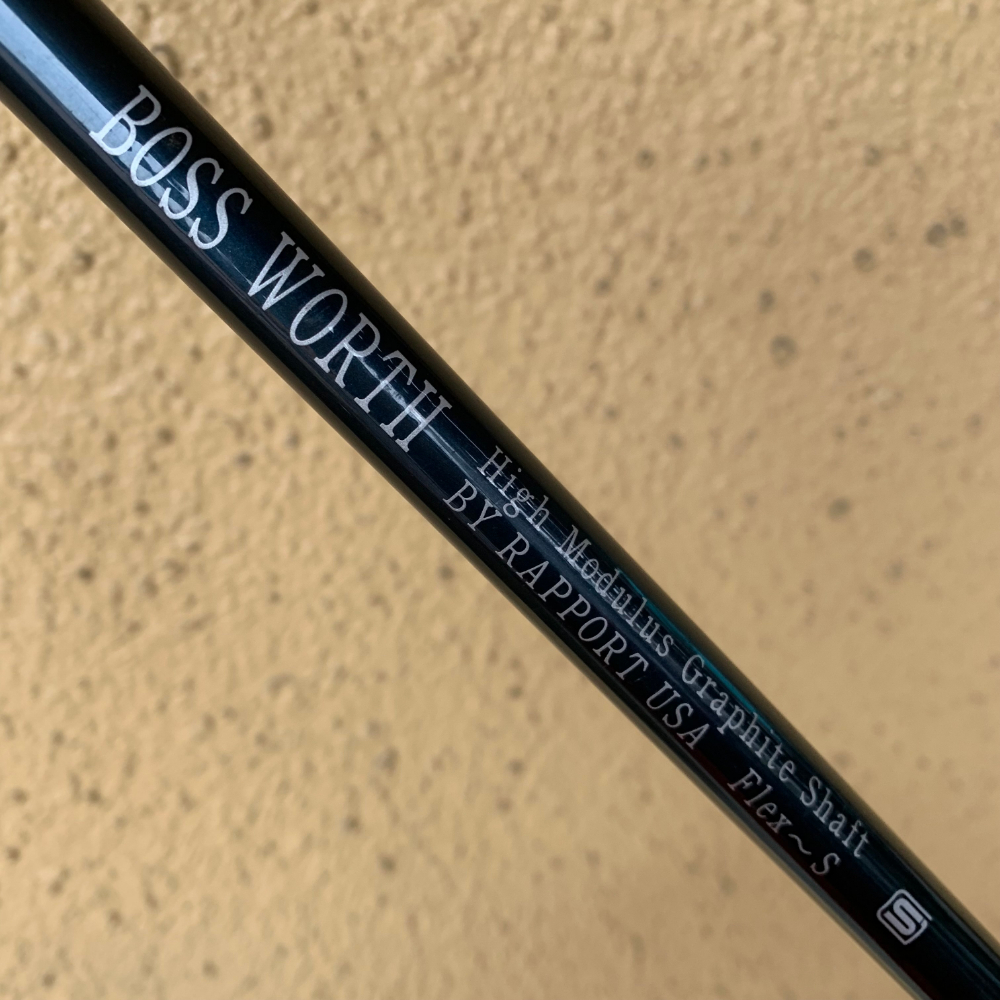 BOSS WORTH
High Modulus Graphite Shaft
BY RAPPORT USA Flex~S
S